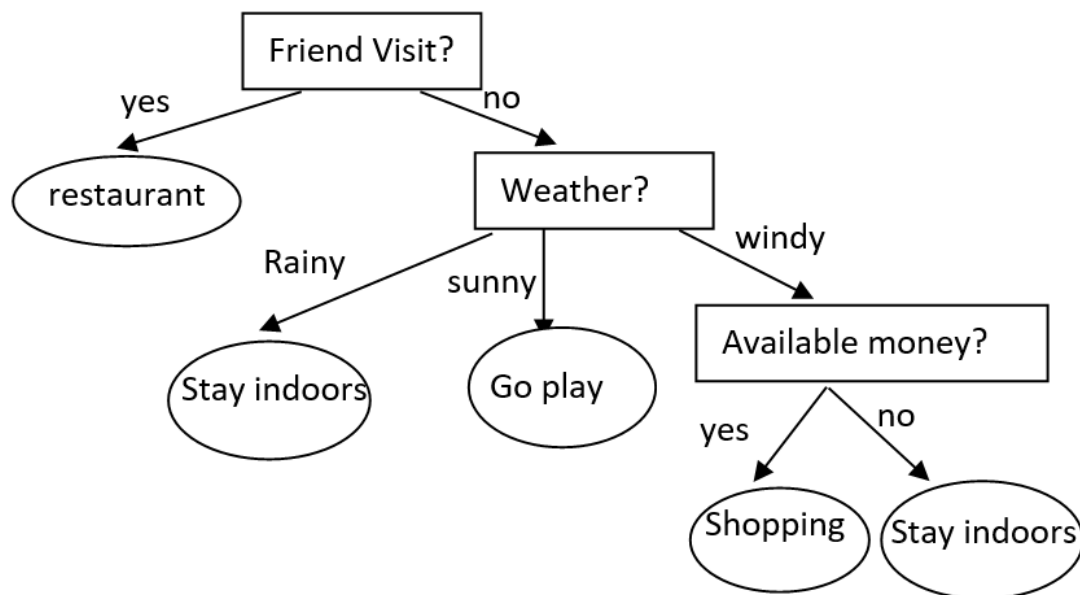 Friend Visit?
yes
no
restaurant
Weather?
Rainy
sunny
windy
Stay indoors
Go play
Available money?
yes
no
Shopping
Stay indoors